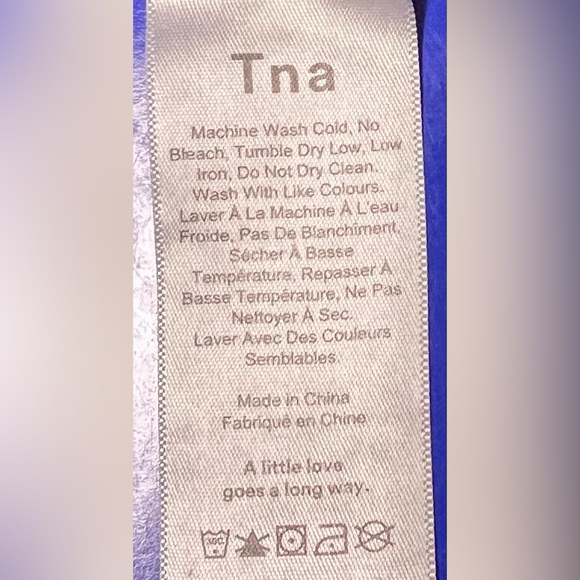 Tna
Machine Wash Cold, No
Bleach, Tumble Dry Low, Low
Iron, Do Not Dry Clean.
Wash With Like Colours.
Laver À La Machine À L'eau
Froide, Pas De Blanchiment,
Sécher À Basse
Température, Repasser À
Basse Température, Ne Pas
Nettoyer À Sec.
Laver Avec Des Couleurs
Semblables.
Made in China
Fabriqué en Chine
A little love
goes a long way.
30C